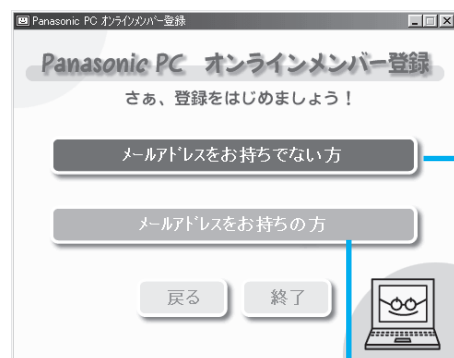 Panasonic PC オンラインメンバー登録
Panasonic PC オンラインメンバー登録
さぁ、登録をはじめましょう！
メールアドレスをお持ちでない方
メールアドレスをお持ちの方
戻る 終了